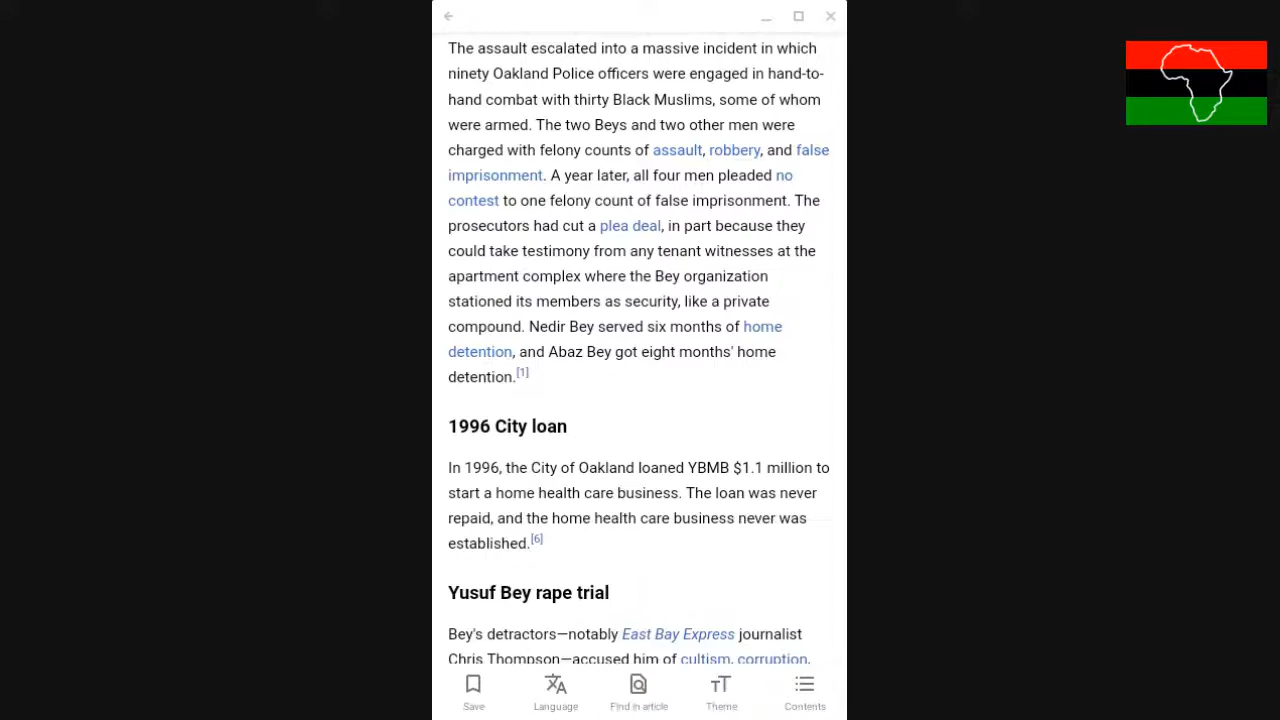 The assault escalated into a massive incident in which
ninety Oakland Police officers were engaged in hand-to-
hand combat with thirty Black Muslims, some of whom
were armed. The two Beys and two other men were
charged with felony counts of assault, robbery, and false
imprisonment. A year later, all four men pleaded no
contest to one felony count of false imprisonment. The
prosecutors had cut a plea deal, in part because they
could take testimony from any tenant witnesses at the
apartment complex where the Bey organization
stationed its members as security, like a private
compound. Nedir Bey served six months of home
detention, and Abaz Bey got eight months' home
detention.[1]
1996 City loan
In 1996, the City of Oakland loaned YBMB $1.1 million to
start a home health care business. The loan was never
repaid, and the home health care business never was
established.[6]
Yusuf Bey rape trial
Bey's detractors—notably East Bay Express journalist
Chris Thompson—accused him of cultism, corruption,
Save Language Find in article Theme Contents